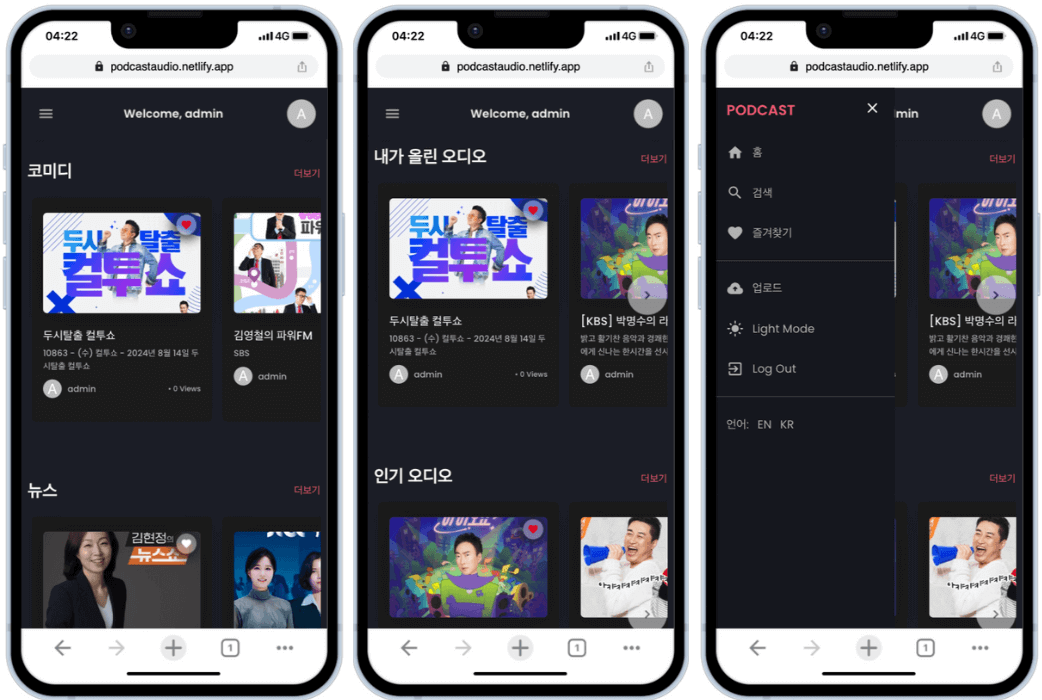 04:22
4G
podcastaudio.netlify.app
Welcome, admin
A
코미디
더보기
두시탈출
컬투쇼
파워
두시탈출 컬투쇼
10863 - (수) 컬투쇼 - 2024년 8월 14일 두
시탈출 컬투쇼
A admin
• 0 Views
김영철의 파워FM
SBS
A admin
뉴스
더보기
김현정의
뉴스쇼
1
04:22
4G
podcastaudio.netlify.app
Welcome, admin
A
내가 올린 오디오
더보기
두시탈출
컬투쇼
두시탈출 컬투쇼
10863 - (수) 컬투쇼 - 2024년 8월 14일 두
시탈출 컬투쇼
A admin
• 0 Views
[KBS] 박명수의 라
밝고 활기찬 음악과 경쾌한
에게 신나는 한시간을 선사
A admin
인기 오디오
더보기
1
04:22
4G
podcastaudio.netlify.app
PODCAST
min
A
홈
검색
즐겨찾기
업로드
Light Mode
Log Out
언어: EN KR
더보기
[KBS] 박명수의 라
밝고 활기찬 음악과 경쾌한
에게 신나는 한시간을 선사
A admin
더보기
1